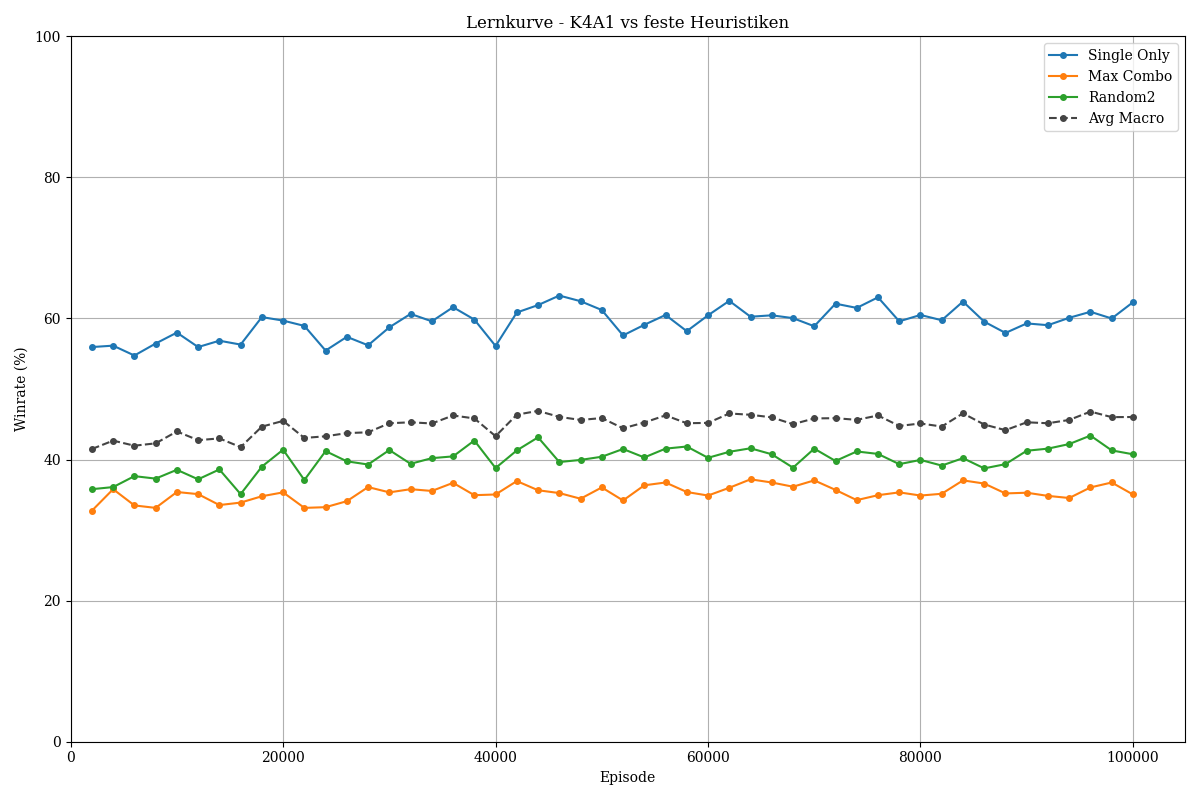 Lernkurve - K4A1 vs feste Heuristiken
Winrate (%)
100
80
60
40
20
0
Single Only
Max Combo
Random2
Avg Macro
0 20000 40000 60000 80000 100000
Episode